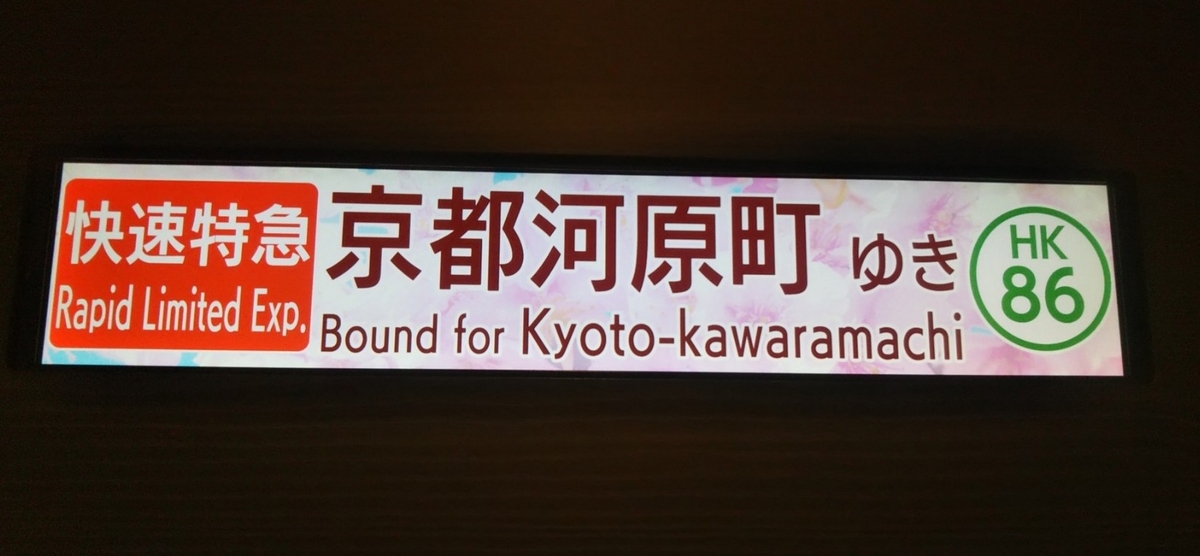 快速特急
Rapid Limited Exp.
京都河原町 ゆき
Bound for Kyoto-kawaramachi
HK
86